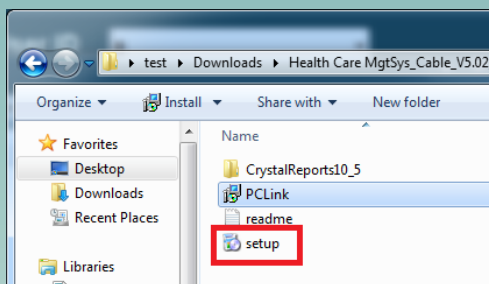 test ▸ Downloads ▸ Health Care MgtSys_Cable_V5.02
Organize Install Share with New folder
Favorites
Desktop
Downloads
Recent Places
Libraries
Name
CrystalReports10_5
PCLink
readme
setup